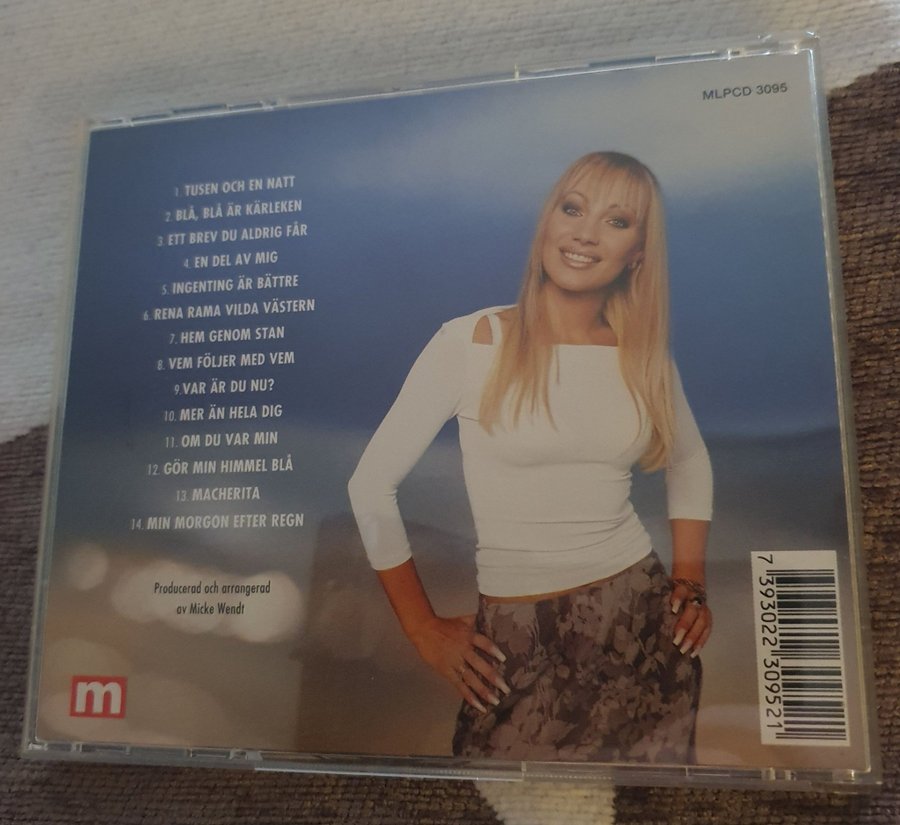 MLPCD 3095
1. TUSEN OCH EN NATT
2. BLÅ, BLÅ ÄR KÄRLEKEN
3. ETT BREV DU ALDRIG FÅR
4. EN DEL AV MIG
5. INGENTING ÄR BÄTTRE
6. RENA RAMA VILDA VÄSTERN
7. HEM GENOM STAN
8. VEM FÖLJER MED VEM
9. VAR ÄR DU NU?
10. MER ÄN HELA DIG
11. OM DU VAR MIN
12. GÖR MIN HIMMEL BLÅ
13. MACHERITA
14. MIN MORGON EFTER REGN
Producerad och arrangerad
av Micke Wendt
m
7 393022 309521